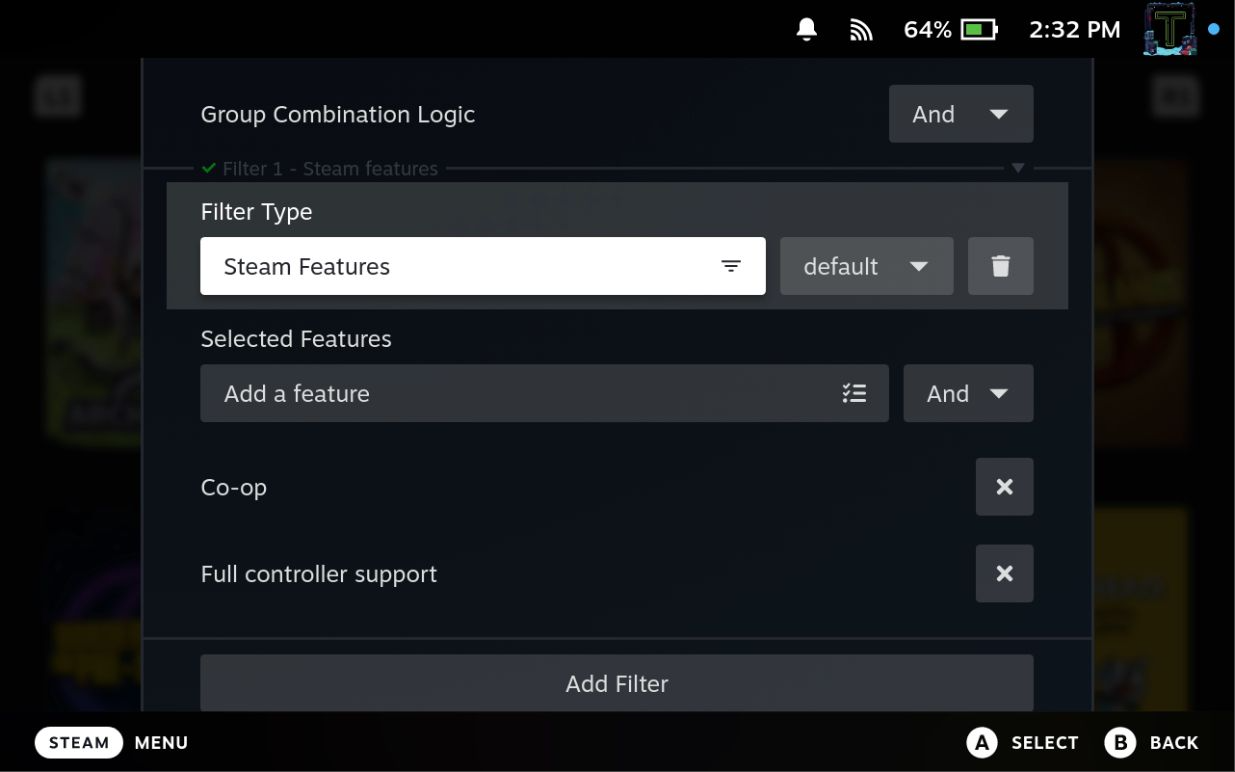 64% 2:32 PM
Group Combination Logic And
Filter 1 - Steam features
Filter Type
Steam Features default
Selected Features
Add a feature And
Co-op
Full controller support
Add Filter
STEAM MENU A SELECT B BACK